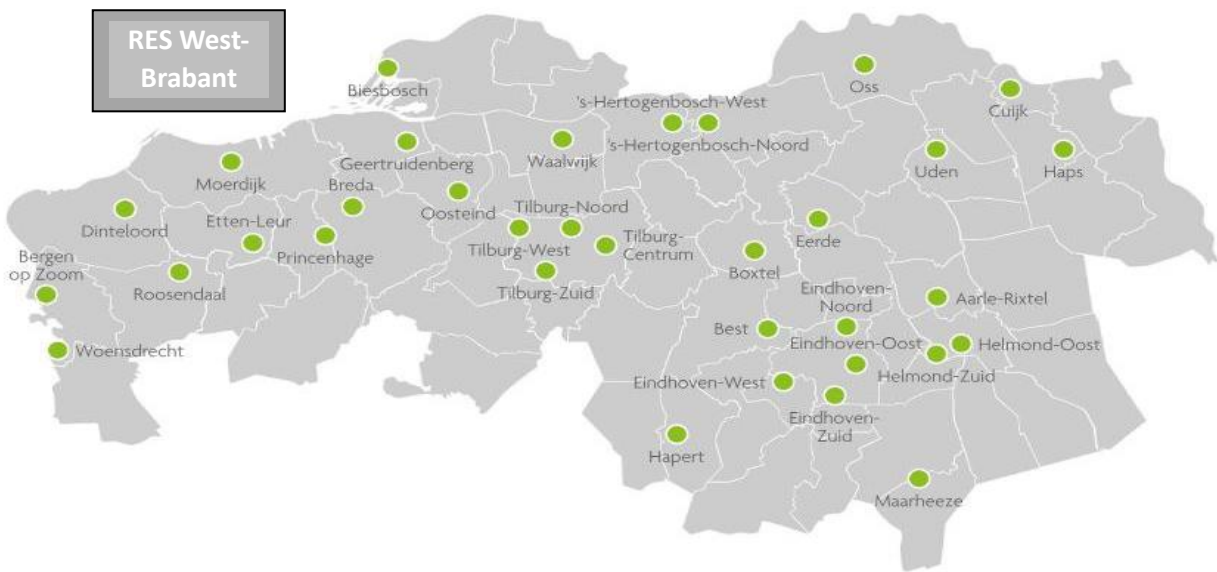 RES West-
Brabant
Biesbosch
Oss
Cuijk
's-Hertogenbosch-West
's-Hertogenbosch-Noord
Geertruidenberg
Waalwijk
Uden
Haps
Moerdijk
Breda
Oosteind
Tilburg-Noord
Dinteloord
Etten-Leur
Princenhage
Tilburg-West
Tilburg-
Centrum
Eerde
Boxtel
Bergen
op Zoom
Roosendaal
Tilburg-Zuid
Eindhoven-
Noord
Aarle-Rixtel
Woensdrecht
Best
Eindhoven-Oost
Helmond-Oost
Helmond-Zuid
Eindhoven-West
Eindhoven-
Zuid
Hapert
Maarheeze